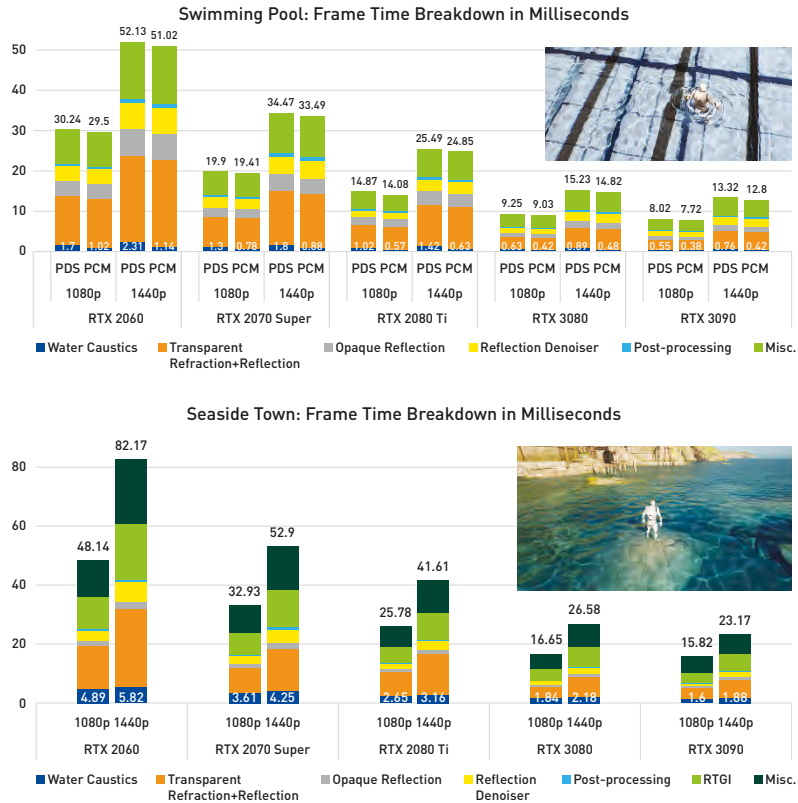 Swimming Pool: Frame Time Breakdown in Milliseconds
50
40
30
20
10
0
30.24 29.5 52.13 51.02 19.9 19.41 34.47 33.49 14.87 14.08 25.49 24.85 9.25 9.03 15.23 14.82 8.02 7.72 13.32 12.8
1.7 1.02 2.31 1.14 1.3 0.78 1.8 0.88 1.02 0.57 1.42 0.63 0.63 0.42 0.89 0.48 0.55 0.38 0.76 0.42
PDS PCM PDS PCM PDS PCM PDS PCM PDS PCM PDS PCM PDS PCM PDS PCM PDS PCM PDS PCM
1080p 1440p 1080p 1440p 1080p 1440p 1080p 1440p 1080p 1440p
RTX 2060 RTX 2070 Super RTX 2080 Ti RTX 3080 RTX 3090
Water Caustics Transparent Opaque Reflection Reflection Denoiser Post-processing Misc.
Refraction+Reflection
Seaside Town: Frame Time Breakdown in Milliseconds
80
60
40
20
0
48.14 82.17 32.93 52.9 25.78 41.61 16.65 26.58 15.82 23.17
4.89 5.82 3.61 4.25 2.65 3.16 1.84 2.18 1.6 1.88
1080p 1440p 1080p 1440p 1080p 1440p 1080p 1440p 1080p 1440p
RTX 2060 RTX 2070 Super RTX 2080 Ti RTX 3080 RTX 3090
Water Caustics Transparent Opaque Reflection Reflection Post-processing RTGI Misc.
Refraction+Reflection Denoiser